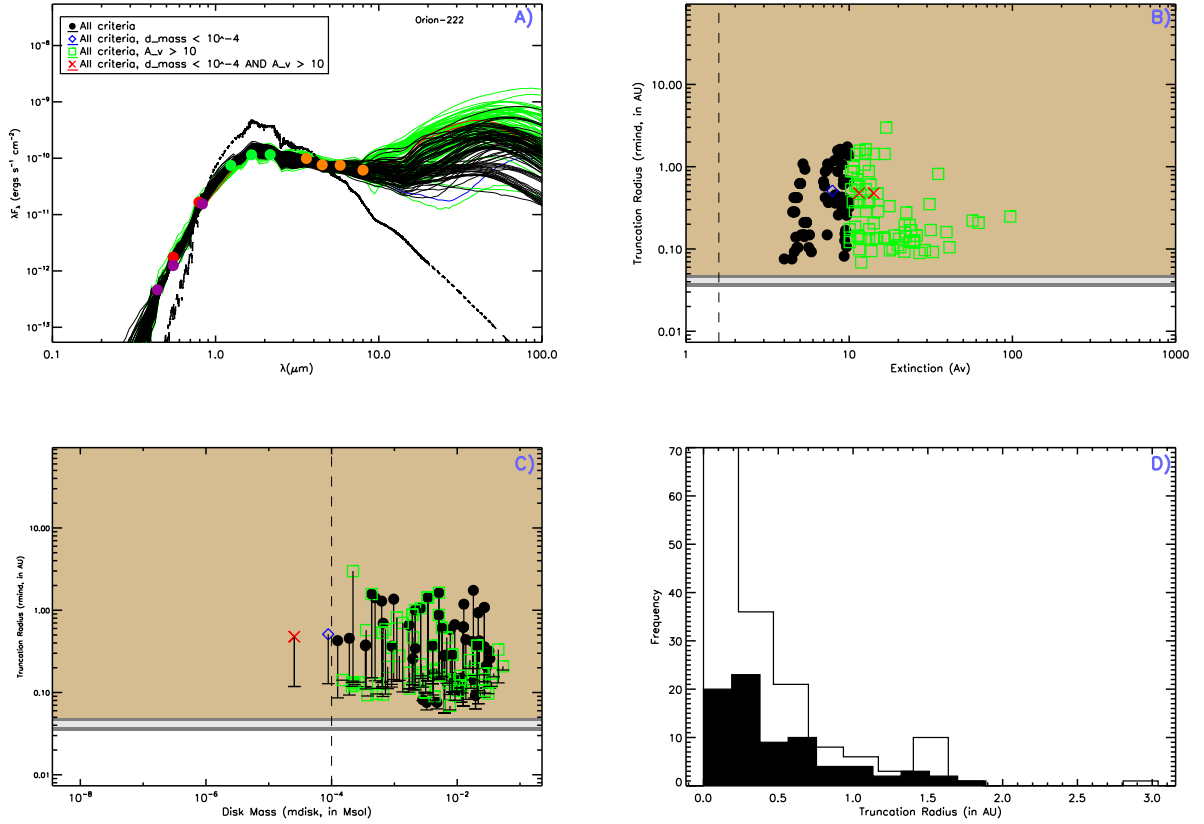 A)
Orion-222
All criteria
All criteria, d_mass < 10^-4
All criteria, A_v > 10
All criteria, d_mass < 10^-4 AND A_v > 10
λFλ (ergs s⁻¹ cm⁻²)
10⁻⁸
10⁻⁹
10⁻¹⁰
10⁻¹¹
10⁻¹²
10⁻¹³
0.1 1.0 10.0 100.0
λ(μm)
B)
Truncation Radius (rmind, in AU)
10.00
1.00
0.10
0.01
1 10 100 1000
Extinction (Av)
C)
Truncation Radius (rmind, in AU)
10.00
1.00
0.10
0.01
10⁻⁸ 10⁻⁶ 10⁻⁴ 10⁻²
Disk Mass (mdisk, in Msol)
D)
Frequency
70
60
50
40
30
20
10
0
0.0 0.5 1.0 1.5 2.0 2.5 3.0
Truncation Radius (in AU)